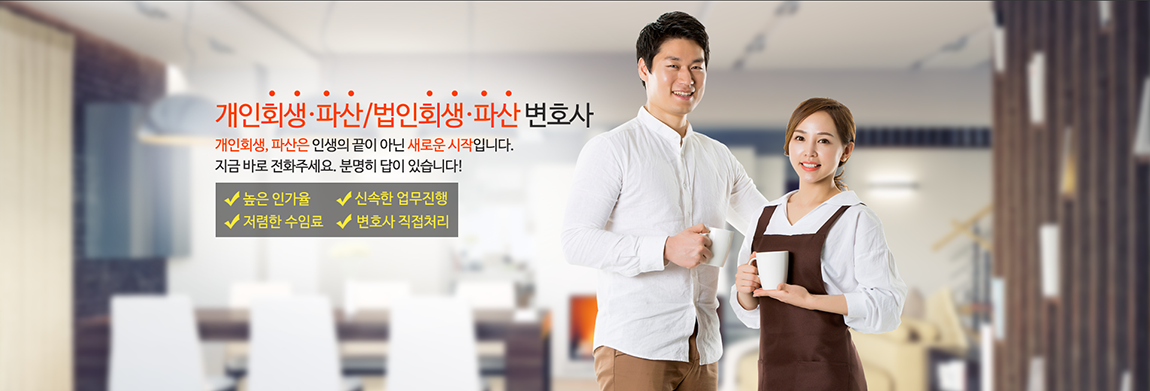 개인회생·파산/법인회생·파산 변호사
개인회생, 파산은 인생의 끝이 아닌 새로운 시작입니다.
지금 바로 전화주세요. 분명히 답이 있습니다!
높은 인가율 신속한 업무진행
저렴한 수임료 변호사 직접처리